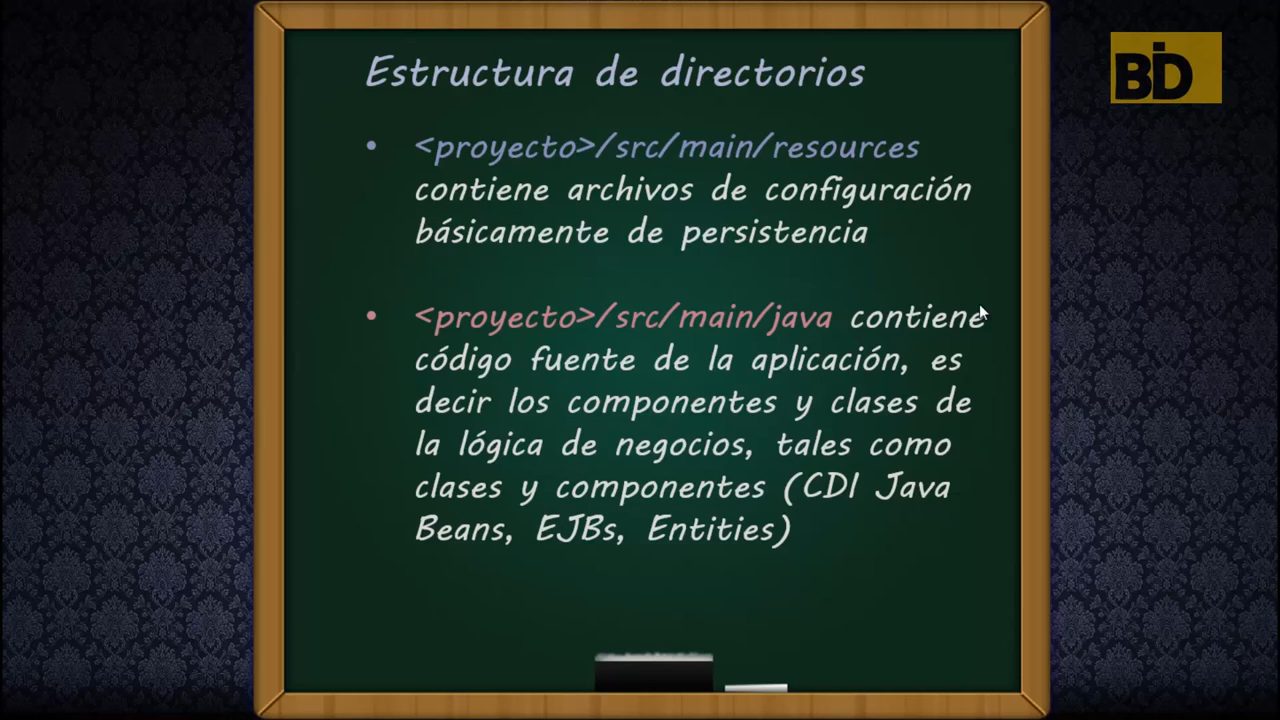 Estructura de directorios
BID
• <proyecto>/src/main/resources
contiene archivos de configuración
básicamente de persistencia
• <proyecto>/src/main/java contiene
código fuente de la aplicación, es
decir los componentes y clases de
la lógica de negocios, tales como
clases y componentes (CDI Java
Beans, EJBs, Entities)